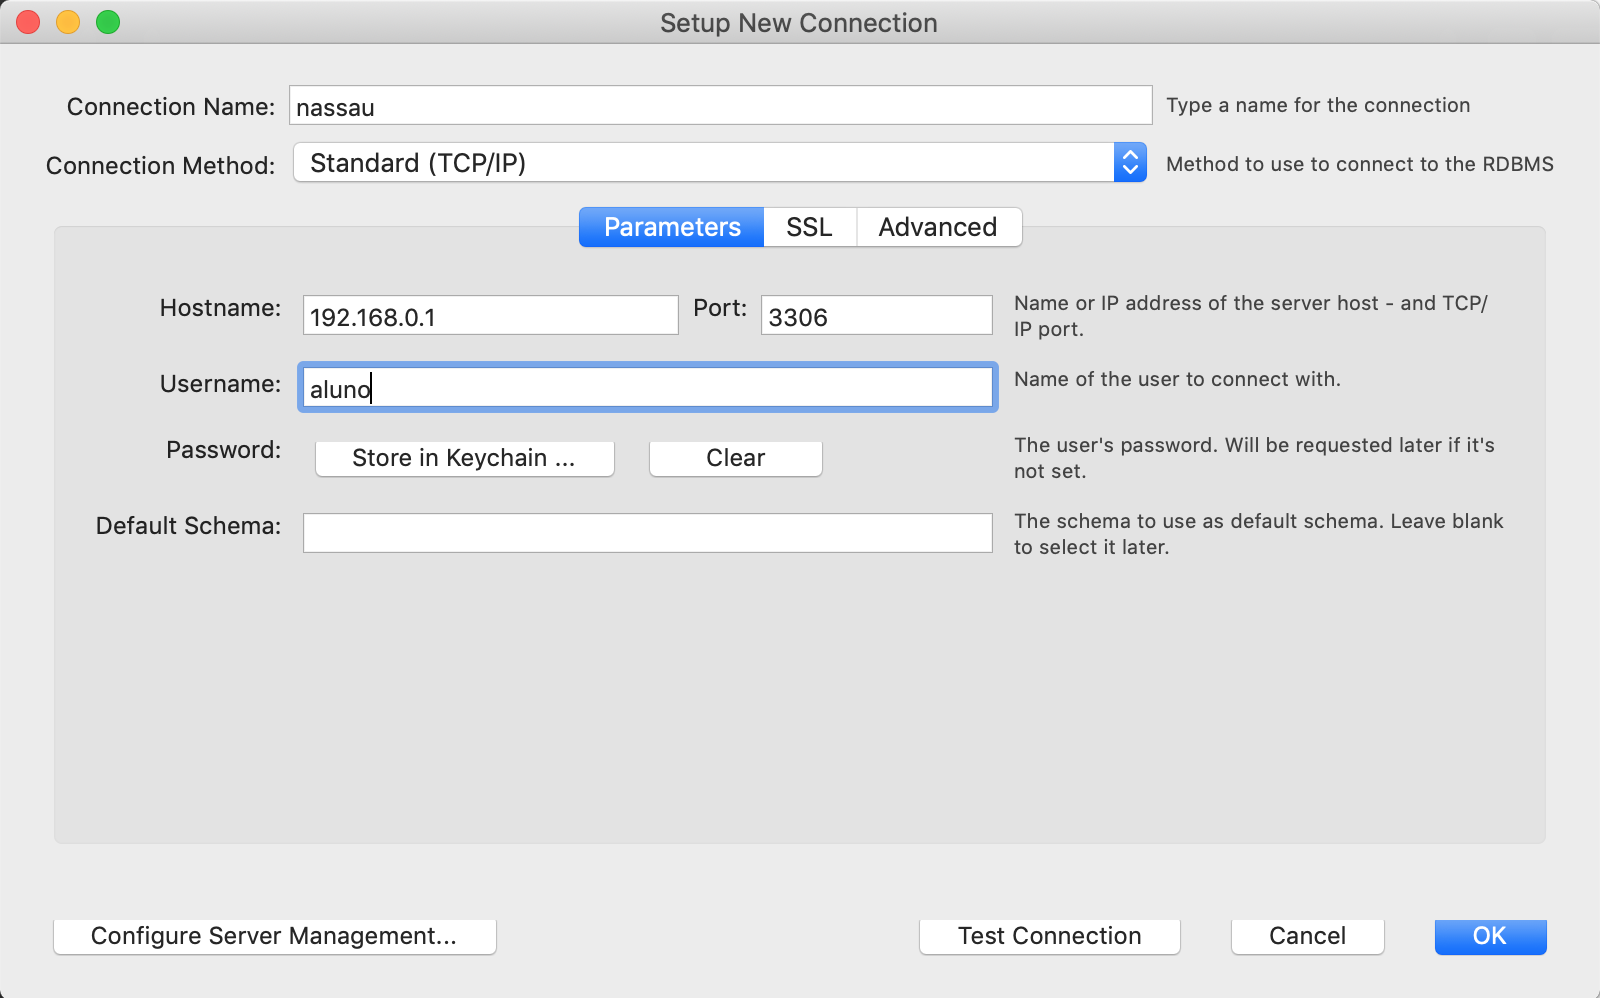 Setup New Connection
Connection Name: nassau Type a name for the connection
Connection Method: Standard (TCP/IP) Method to use to connect to the RDBMS
Parameters SSL Advanced
Hostname: 192.168.0.1 Port: 3306 Name or IP address of the server host - and TCP/
IP port.
Username: aluno Name of the user to connect with.
Password: Store in Keychain ... Clear The user's password. Will be requested later if it's
not set.
Default Schema: The schema to use as default schema. Leave blank
to select it later.
Configure Server Management... Test Connection Cancel OK